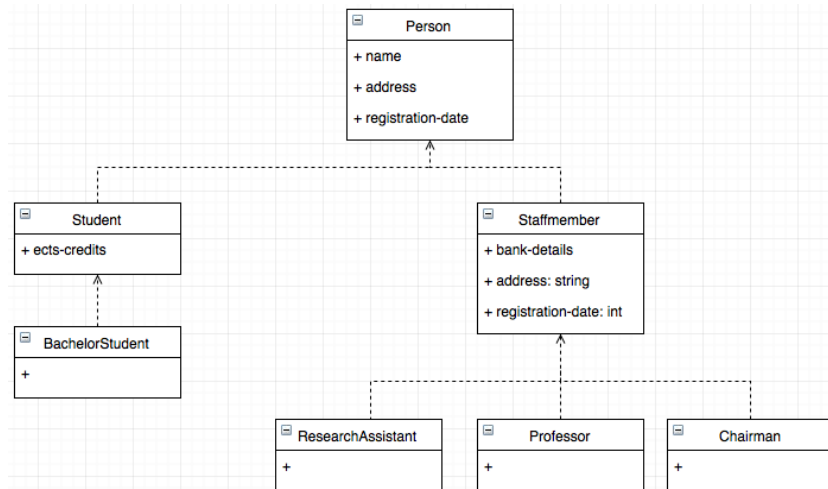 Person
+ name
+ address
+ registration-date
Student
+ ects-credits
Staffmember
+ bank-details
+ address: string
+ registration-date: int
BachelorStudent
+
ResearchAssistant
+
Professor
+
Chairman
+